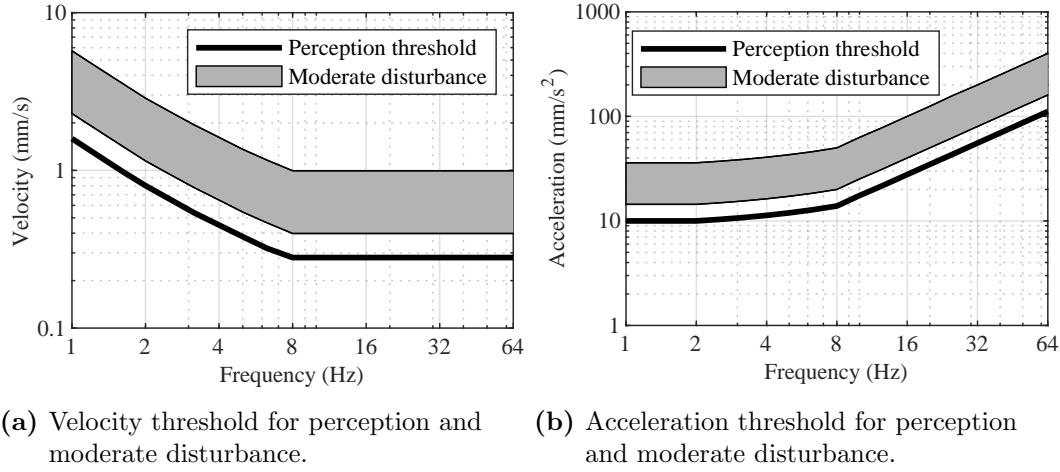 10
1
0.1
Velocity (mm/s)
Perception threshold
Moderate disturbance
1 2 4 8 16 32 64
Frequency (Hz)
1000
100
10
1
Acceleration (mm/s²)
Perception threshold
Moderate disturbance
1 2 4 8 16 32 64
Frequency (Hz)
(a) Velocity threshold for perception and
moderate disturbance.
(b) Acceleration threshold for perception
and moderate disturbance.